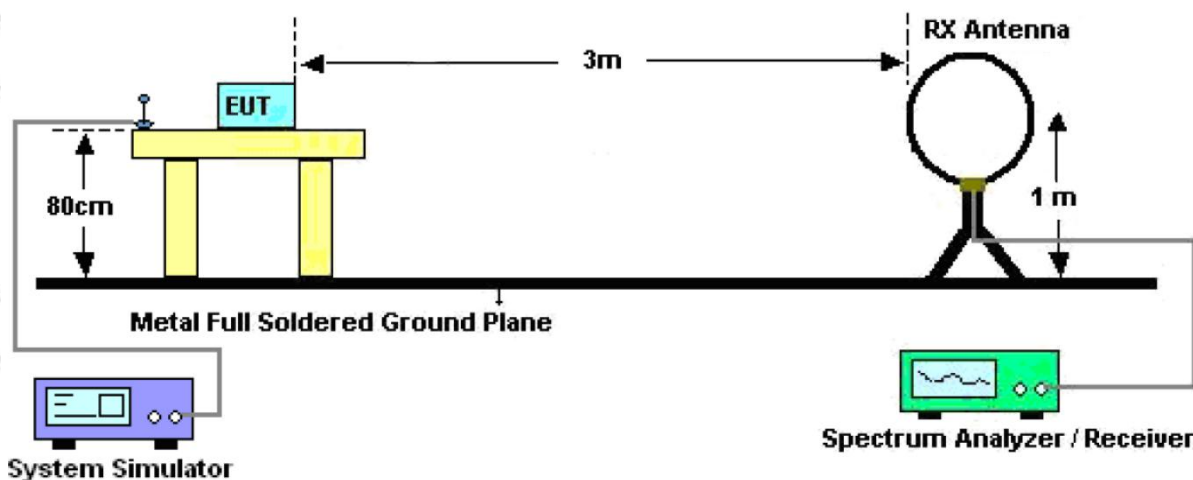 RX Antenna
3m
EUT
80cm
1 m
Metal Full Soldered Ground Plane
System Simulator
Spectrum Analyzer / Receiver